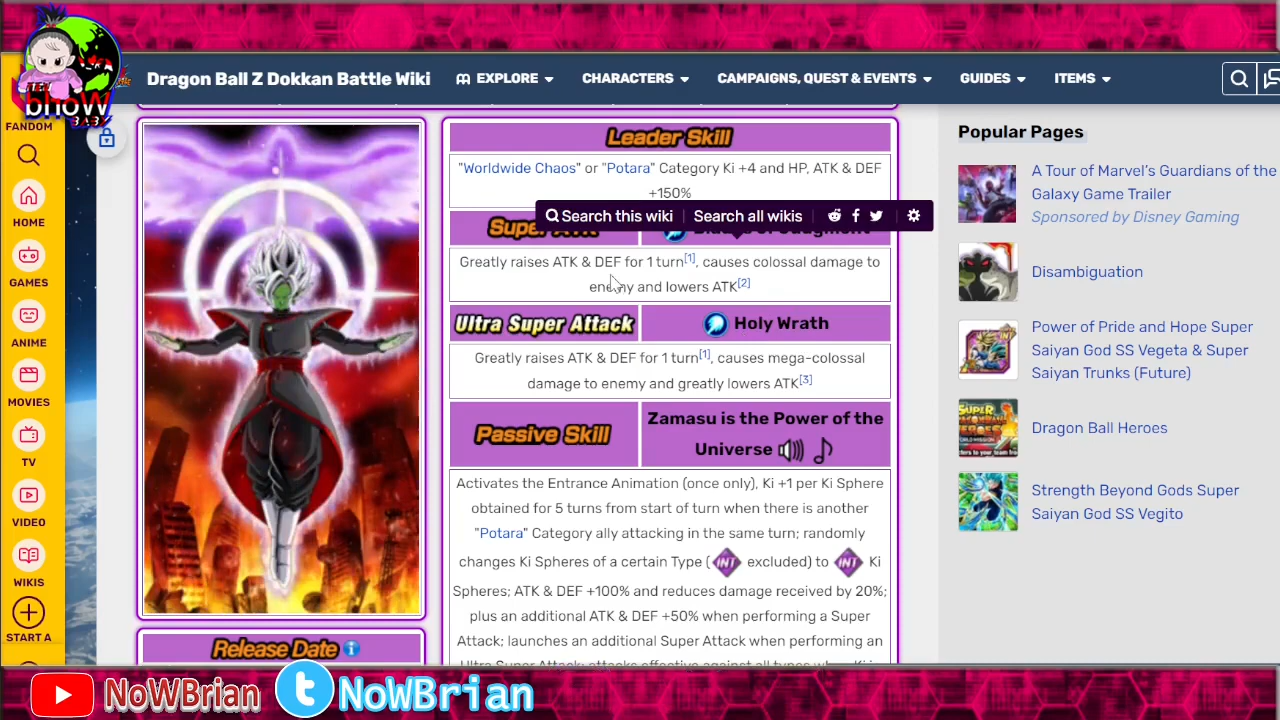 bhoW
BABY
Dragon Ball Z Dokkan Battle Wiki
EXPLORE
CHARACTERS
CAMPAIGNS, QUEST & EVENTS
GUIDES
ITEMS
FANDOM
HOME
GAMES
ANIME
MOVIES
TV
VIDEO
WIKIS
START A
Leader Skill
"Worldwide Chaos" or "Potara" Category Ki +4 and HP, ATK & DEF
+150%
Search this wiki
Search all wikis
Super ATK
Greatly raises ATK & DEF for 1 turn[1], causes colossal damage to
enemy and lowers ATK[2]
Ultra Super Attack
Holy Wrath
Greatly raises ATK & DEF for 1 turn[1], causes mega-colossal
damage to enemy and greatly lowers ATK[3]
Passive Skill
Zamasu is the Power of the
Universe
Activates the Entrance Animation (once only), Ki +1 per Ki Sphere
obtained for 5 turns from start of turn when there is another
"Potara" Category ally attacking in the same turn; randomly
changes Ki Spheres of a certain Type (INT excluded) to INT Ki
Spheres; ATK & DEF +100% and reduces damage received by 20%;
plus an additional ATK & DEF +50% when performing a Super
Attack; launches an additional Super Attack when performing an
Release Date
Popular Pages
A Tour of Marvel's Guardians of the
Galaxy Game Trailer
Sponsored by Disney Gaming
Disambiguation
Power of Pride and Hope Super
Saiyan God SS Vegeta & Super
Saiyan Trunks (Future)
Dragon Ball Heroes
Strength Beyond Gods Super
Saiyan God SS Vegito
NoWBrian
NoWBrian